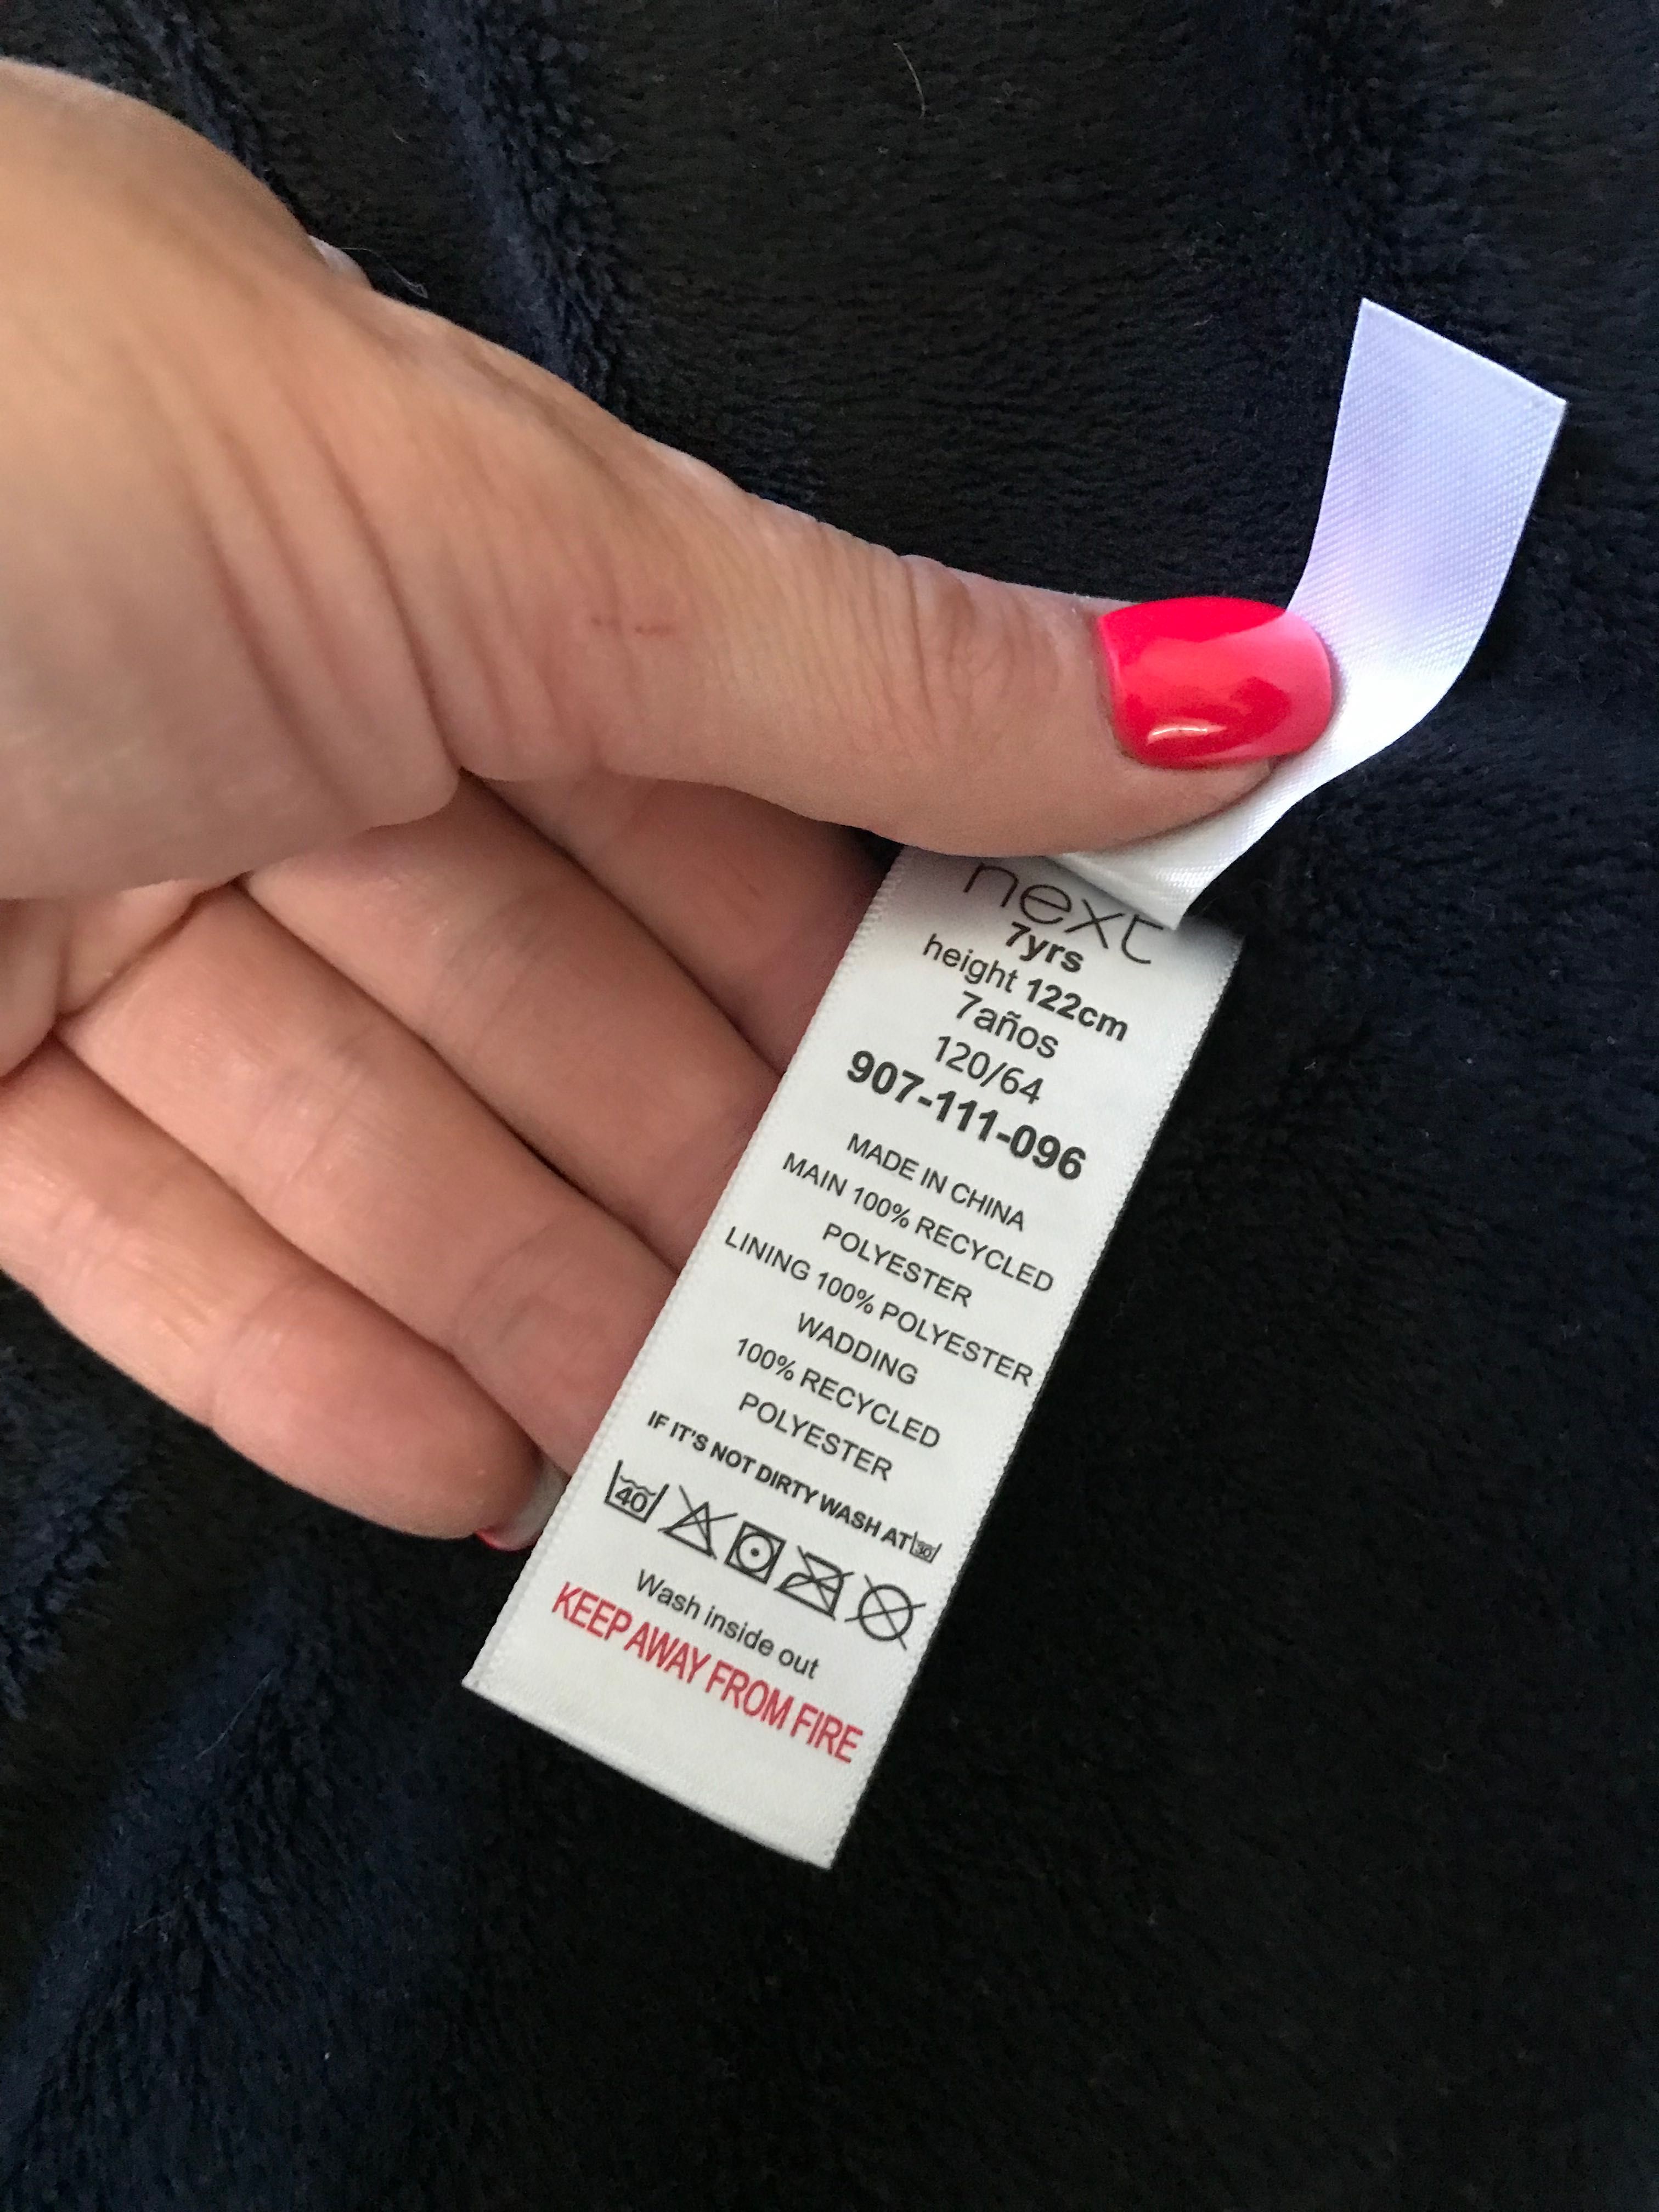 next
7yrs
height 122cm
7años
120/64
907-111-096
MADE IN CHINA
MAIN 100% RECYCLED
POLYESTER
LINING 100% POLYESTER
WADDING
100% RECYCLED
POLYESTER
IF IT'S NOT DIRTY WASH AT 30
40
Wash inside out
KEEP AWAY FROM FIRE